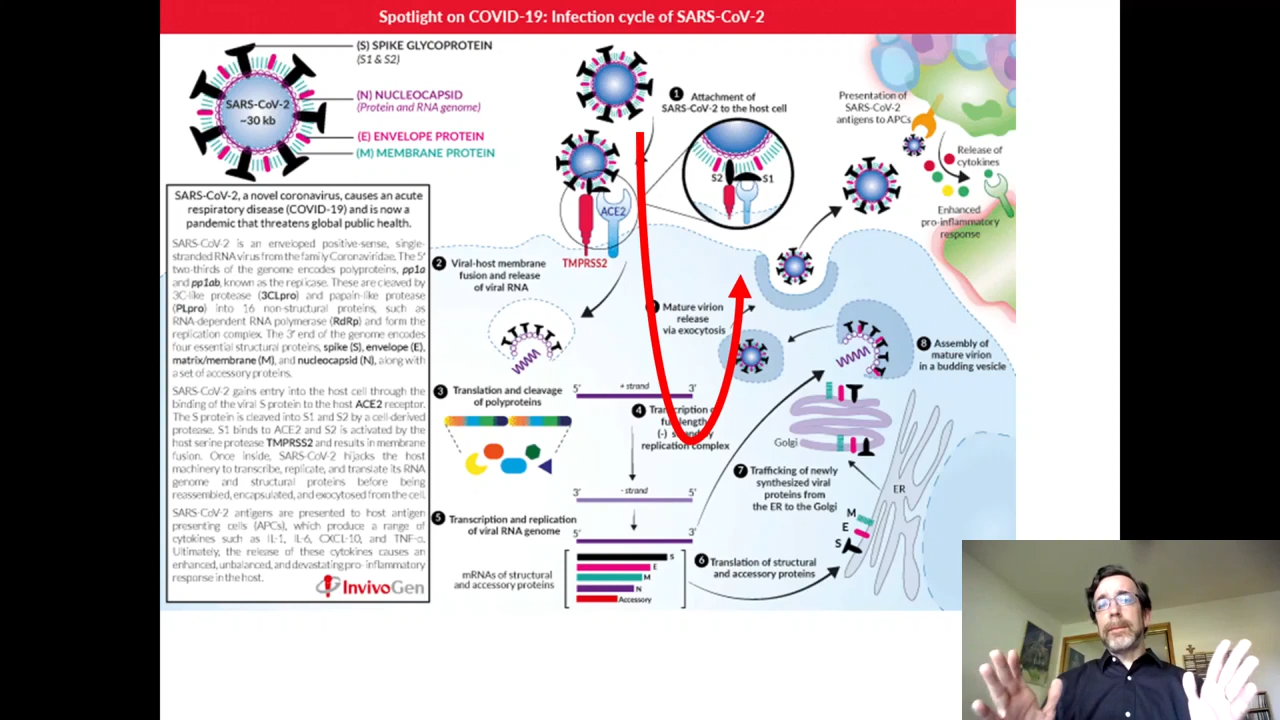 Spotlight on COVID-19: Infection cycle of SARS-CoV-2
(S) SPIKE GLYCOPROTEIN
(S1 & S2)
(N) NUCLEOCAPSID
(Protein and RNA genome)
(E) ENVELOPE PROTEIN
(M) MEMBRANE PROTEIN
SARS-CoV-2
~30 kb
SARS-CoV-2, a novel coronavirus, causes an acute
respiratory disease (COVID-19) and is now a
pandemic that threatens global public health.
SARS-CoV-2 is an enveloped positive-sense, single-
stranded RNA virus from the family Coronaviridae. The 5'
two-thirds of the genome encodes polyproteins, pp1a
and pp1ab, known as the replicase. These are cleaved by
3C-like protease (3CLpro) and papain-like protease
(PLpro) into 16 non-structural proteins, such as
RNA-dependent RNA polymerase (RdRp) and form the
replication complex. The 3' end of the genome encodes
four essential structural proteins, spike (S), envelope (E),
matrix/membrane (M), and nucleocapsid (N), along with
a set of accessory proteins.
SARS-CoV-2 gains entry into the host cell through the
binding of the viral S protein to the host ACE2 receptor.
The S protein is cleaved into S1 and S2 by a cell-derived
protease. S1 binds to ACE2 and S2 is activated by the
host serine protease TMPRSS2 and results in membrane
fusion. Once inside, SARS-CoV-2 hijacks the host
machinery to transcribe, replicate, and translate its RNA
genome and structural proteins before being
reassembled, encapsulated, and exocytosed from the cell.
SARS-CoV-2 antigens are presented to host antigen
presenting cells (APCs), which produce a range of
cytokines such as IL-1, IL-6, CXCL-10, and TNF-α.
Ultimately, the release of these cytokines causes an
enhanced, unbalanced, and devastating pro- inflammatory
response in the host.
InvivoGen
1 Attachment of
SARS-CoV-2 to the host cell
S2
S1
ACE2
TMPRSS2
2 Viral-host membrane
fusion and release
of viral RNA
3 Translation and cleavage
of polyproteins
5' + strand 3'
4 Transcription of
full length
(-) strand by
replication complex
3' - strand 5'
5 Transcription and replication
of viral RNA genome
5' 3'
mRNAs of structural
and accessory proteins
S
E
M
N
Accessory
6 Translation of structural
and accessory proteins
M
E
S
ER
7 Trafficking of newly
synthesized viral
proteins from
the ER to the Golgi
Golgi
8 Assembly of
mature virion
in a budding vesicle
Mature virion
release
via exocytosis
Presentation of
SARS-COV-2
antigens to APCs
Release of
cytokines
Enhanced
pro-inflammatory
response